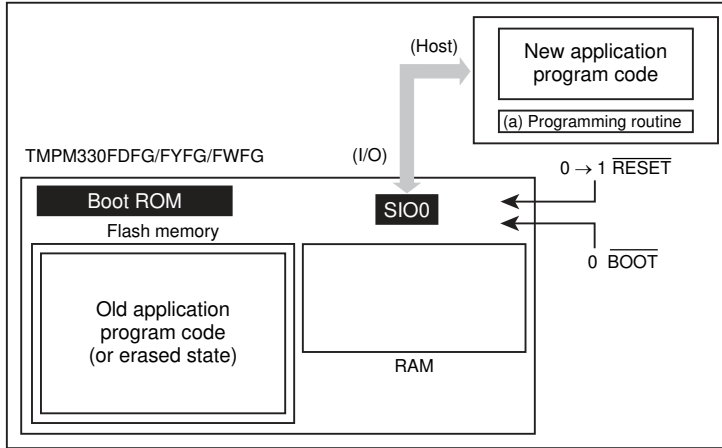 (Host)
New application
program code
(a) Programming routine
TMPM330FDFG/FYFG/FWFG
(I/O)
0 → 1 RESET
Boot ROM
SIO0
Flash memory
0 BOOT
Old application
program code
(or erased state)
RAM